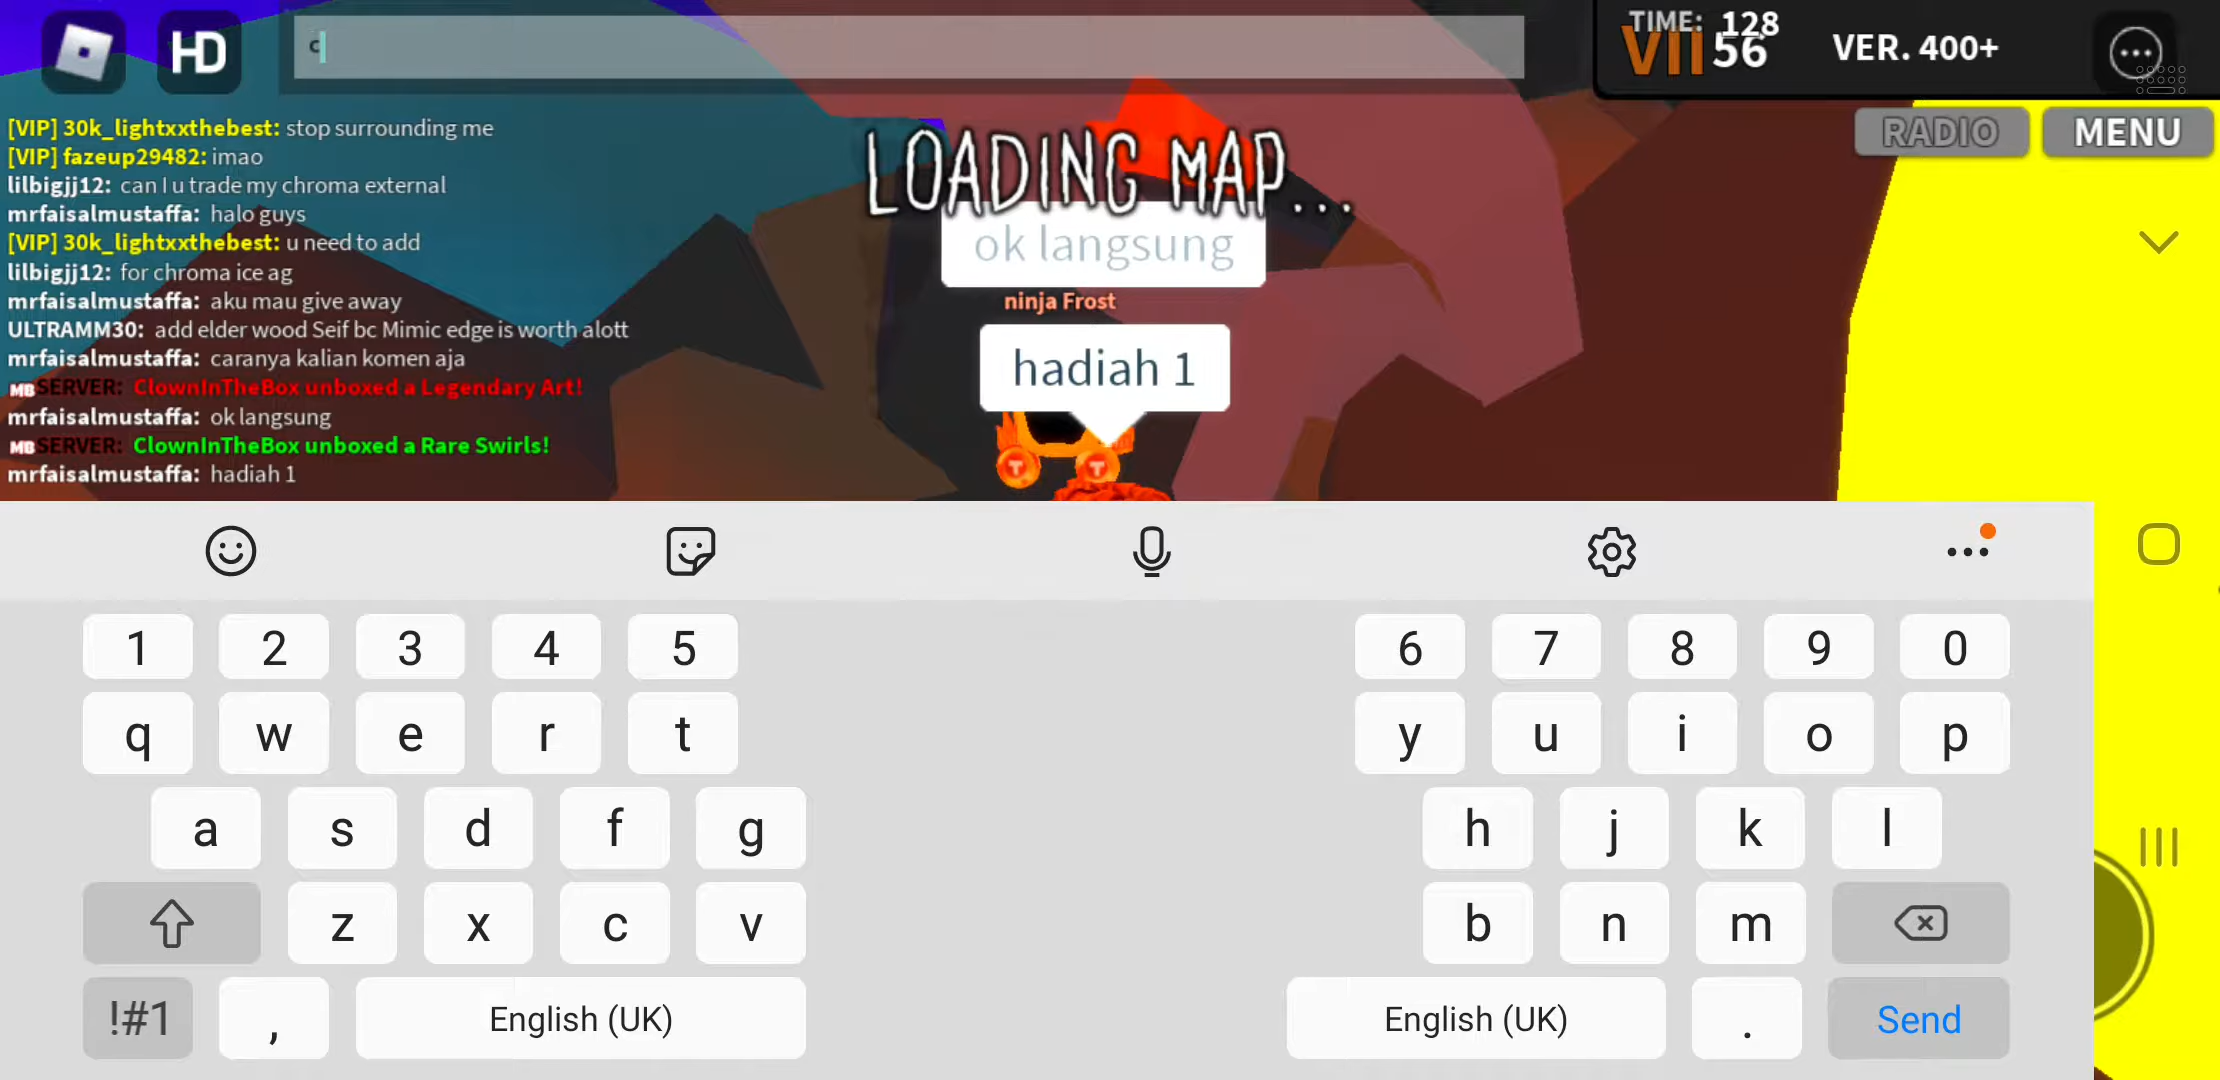 HD
c
TIME: 128
VII 56
VER. 400+
RADIO
MENU
[VIP] 30k_lightxxthebest: stop surrounding me
[VIP] fazeup29482: imao
lilbigjj12: can I u trade my chroma external
mrfaisalmustaffa: halo guys
[VIP] 30k_lightxxthebest: u need to add
lilbigjj12: for chroma ice ag
mrfaisalmustaffa: aku mau give away
ULTRAMM30: add elder wood Seif bc Mimic edge is worth alott
mrfaisalmustaffa: caranya kalian komen aja
MB SERVER: ClownInTheBox unboxed a Legendary Art!
mrfaisalmustaffa: ok langsung
MB SERVER: ClownInTheBox unboxed a Rare Swirls!
mrfaisalmustaffa: hadiah 1
LOADING MAP...
ok langsung
ninja Frost
hadiah 1
T T
1 2 3 4 5 6 7 8 9 0
q w e r t y u i o p
a s d f g h j k l
z x c v b n m
!#1 , English (UK) English (UK) . Send